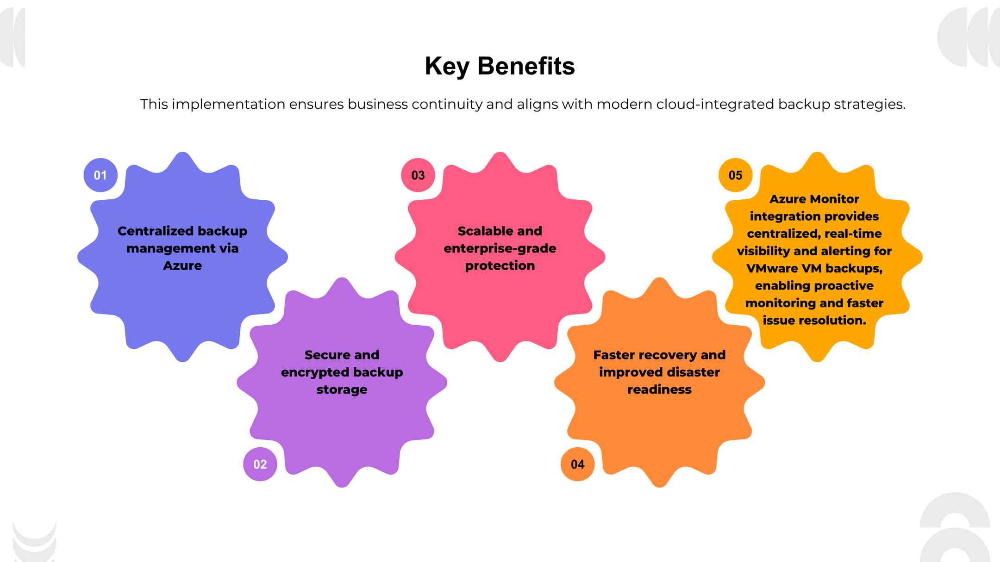 Key Benefits
This implementation ensures business continuity and aligns with modern cloud-integrated backup strategies.
01
Centralized backup
management via
Azure
02
Secure and
encrypted backup
storage
03
Scalable and
enterprise-grade
protection
04
Faster recovery and
improved disaster
readiness
05
Azure Monitor
integration provides
centralized, real-time
visibility and alerting for
VMware VM backups,
enabling proactive
monitoring and faster
issue resolution.